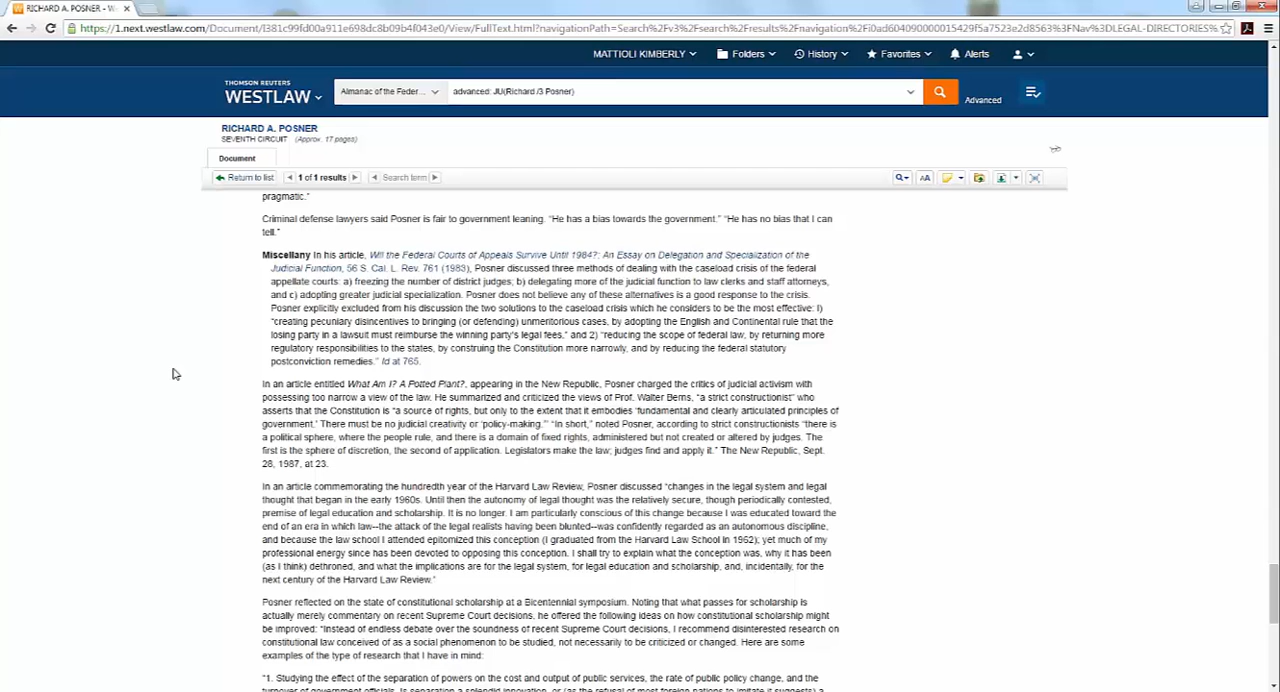 RICHARD A. POSNER - W
https://1.next.westlaw.com/Document/I381c99fd00a911e698dc8b09b4f043e0/View/FullText.html?navigationPath=Search%2Fv3%2Fsearch%2Fresults%2Fnavigation%2Fi0ad604090000015429f5a7523e2d8563%3FNav%3DLEGAL-DIRECTORIES%
MATTIOLI KIMBERLY Folders History Favorites Alerts
THOMSON REUTERS
WESTLAW
Almanac of the Feder... advanced: JU(Richard /3 Posner) Advanced
RICHARD A. POSNER
SEVENTH CIRCUIT (Approx. 17 pages)
Document
Return to list 1 of 1 results Search term AA
pragmatic."
Criminal defense lawyers said Posner is fair to government leaning. "He has a bias towards the government." "He has no bias that I can
tell."
Miscellany In his article, Will the Federal Courts of Appeals Survive Until 1984?: An Essay on Delegation and Specialization of the
Judicial Function, 56 S. Cal. L. Rev. 761 (1983), Posner discussed three methods of dealing with the caseload crisis of the federal
appellate courts: a) freezing the number of district judges; b) delegating more of the judicial function to law clerks and staff attorneys,
and c) adopting greater judicial specialization. Posner does not believe any of these alternatives is a good response to the crisis.
Posner explicitly excluded from his discussion the two solutions to the caseload crisis which he considers to be the most effective: l)
"creating pecuniary disincentives to bringing (or defending) unmeritorious cases, by adopting the English and Continental rule that the
losing party in a lawsuit must reimburse the winning party's legal fees," and 2) "reducing the scope of federal law, by returning more
regulatory responsibilities to the states, by construing the Constitution more narrowly, and by reducing the federal statutory
postconviction remedies." Id at 765.
In an article entitled What Am I? A Potted Plant?, appearing in the New Republic, Posner charged the critics of judicial activism with
possessing too narrow a view of the law. He summarized and criticized the views of Prof. Walter Berns, "a strict constructionist" who
asserts that the Constitution is "a source of rights, but only to the extent that it embodies 'fundamental and clearly articulated principles of
government.' There must be no judicial creativity or 'policy-making.'" "In short," noted Posner, according to strict constructionists "there is
a political sphere, where the people rule, and there is a domain of fixed rights, administered but not created or altered by judges. The
first is the sphere of discretion, the second of application. Legislators make the law; judges find and apply it." The New Republic, Sept.
28, 1987, at 23.
In an article commemorating the hundredth year of the Harvard Law Review, Posner discussed "changes in the legal system and legal
thought that began in the early 1960s. Until then the autonomy of legal thought was the relatively secure, though periodically contested,
premise of legal education and scholarship. It is no longer. I am particularly conscious of this change because I was educated toward the
end of an era in which law--the attack of the legal realists having been blunted--was confidently regarded as an autonomous discipline,
and because the law school I attended epitomized this conception (I graduated from the Harvard Law School in 1962); yet much of my
professional energy since has been devoted to opposing this conception. I shall try to explain what the conception was, why it has been
(as I think) dethroned, and what the implications are for the legal system, for legal education and scholarship, and, incidentally, for the
next century of the Harvard Law Review."
Posner reflected on the state of constitutional scholarship at a Bicentennial symposium. Noting that what passes for scholarship is
actually merely commentary on recent Supreme Court decisions, he offered the following ideas on how constitutional scholarship might
be improved: "Instead of endless debate over the soundness of recent Supreme Court decisions, I recommend disinterested research on
constitutional law conceived of as a social phenomenon to be studied, not necessarily to be criticized or changed. Here are some
examples of the type of research that I have in mind:
"1. Studying the effect of the separation of powers on the cost and output of public services, the rate of public policy change, and the
turnover of government officials. Is separation a splendid innovation, or (as the refusal of most foreign nations to imitate it suggests) a